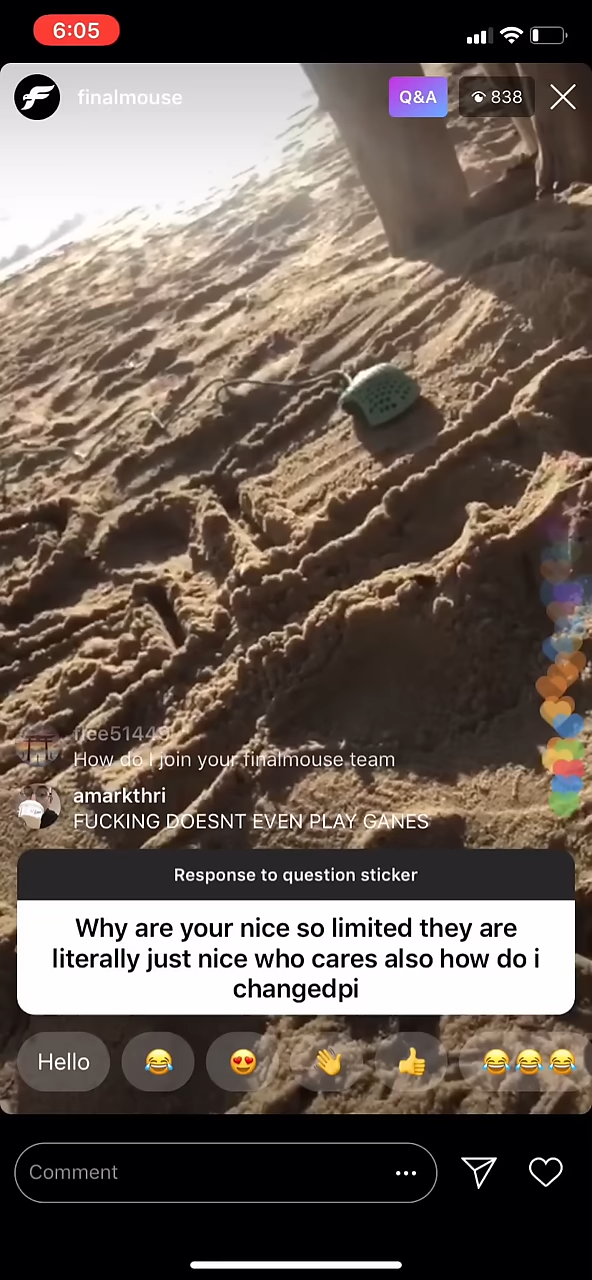 6:05
finalmouse
Q&A
838
How do I join your finalmouse team
amarkthri
FUCKING DOESNT EVEN PLAY GANES
Response to question sticker
Why are your nice so limited they are
literally just nice who cares also how do i
changedpi
Hello
Comment